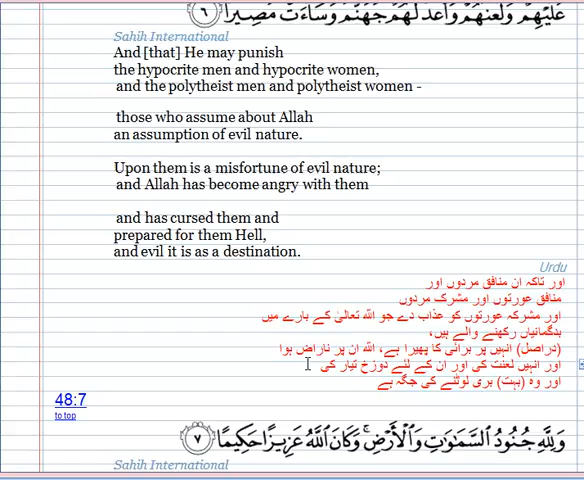 عَلَيْهِمْ وَلَعَنَهُمْ وَأَعَدَّ لَهُمْ جَهَنَّمَ وَسَاءَتْ مَصِيرًا ٦
Sahih International
And [that] He may punish
the hypocrite men and hypocrite women,
and the polytheist men and polytheist women -
those who assume about Allah
an assumption of evil nature.
Upon them is a misfortune of evil nature;
and Allah has become angry with them
and has cursed them and
prepared for them Hell,
and evil it is as a destination.
Urdu
اور تاکہ ان منافق مردوں اور
منافق عورتوں اور مشرک مردوں
اور مشرکہ عورتوں کو عذاب دے جو اللہ تعالیٰ کے بارے میں
بدگمانیاں رکھنے والے ہیں،
(دراصل) انہیں پر برائی کا پھیرا ہے، اللہ ان پر ناراض ہوا
اور انہیں لعنت کی اور ان کے لئے دوزخ تیار کی
اور وہ (بہت) بری لوٹنے کی جگہ ہے
48:7
to top
وَلِلَّهِ جُنُودُ السَّمَاوَاتِ وَالْأَرْضِ ۚ وَكَانَ اللَّهُ عَزِيزًا حَكِيمًا ٧
Sahih International